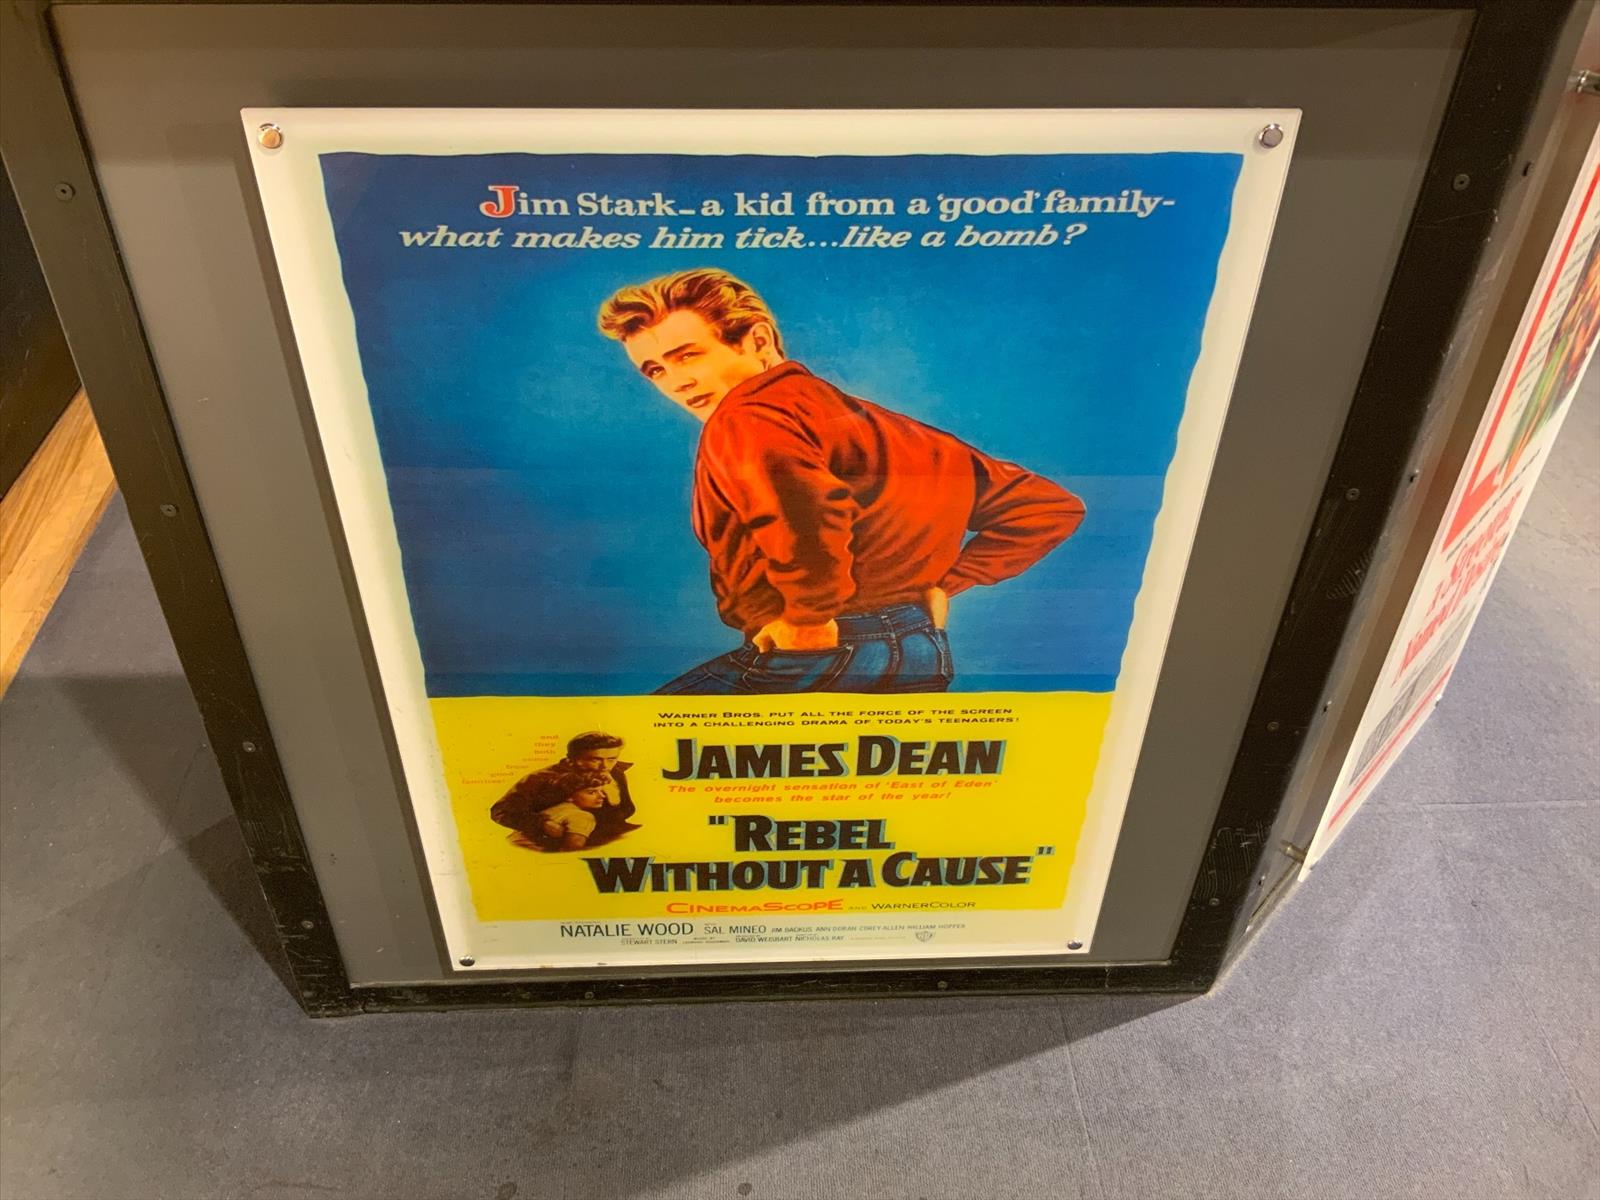 Jim Stark-a kid from a 'good' family-
what makes him tick...like a bomb?
WARNER BROS. PUT ALL THE FORCE OF THE SCREEN
INTO A CHALLENGING DRAMA OF TODAY'S TEENAGERS!
and
they
both
come
from
'good'
families!
JAMES DEAN
The overnight sensation of 'East of Eden'
becomes the star of the year!
"REBEL
WITHOUT A CAUSE"
CINEMASCOPE AND WARNERCOLOR
NATALIE WOOD SAL MINEO JIM BACKUS ANN DORAN COREY ALLEN WILLIAM HOPPER
STEWART STERN DAVID WEISBART NICHOLAS RAY
WB